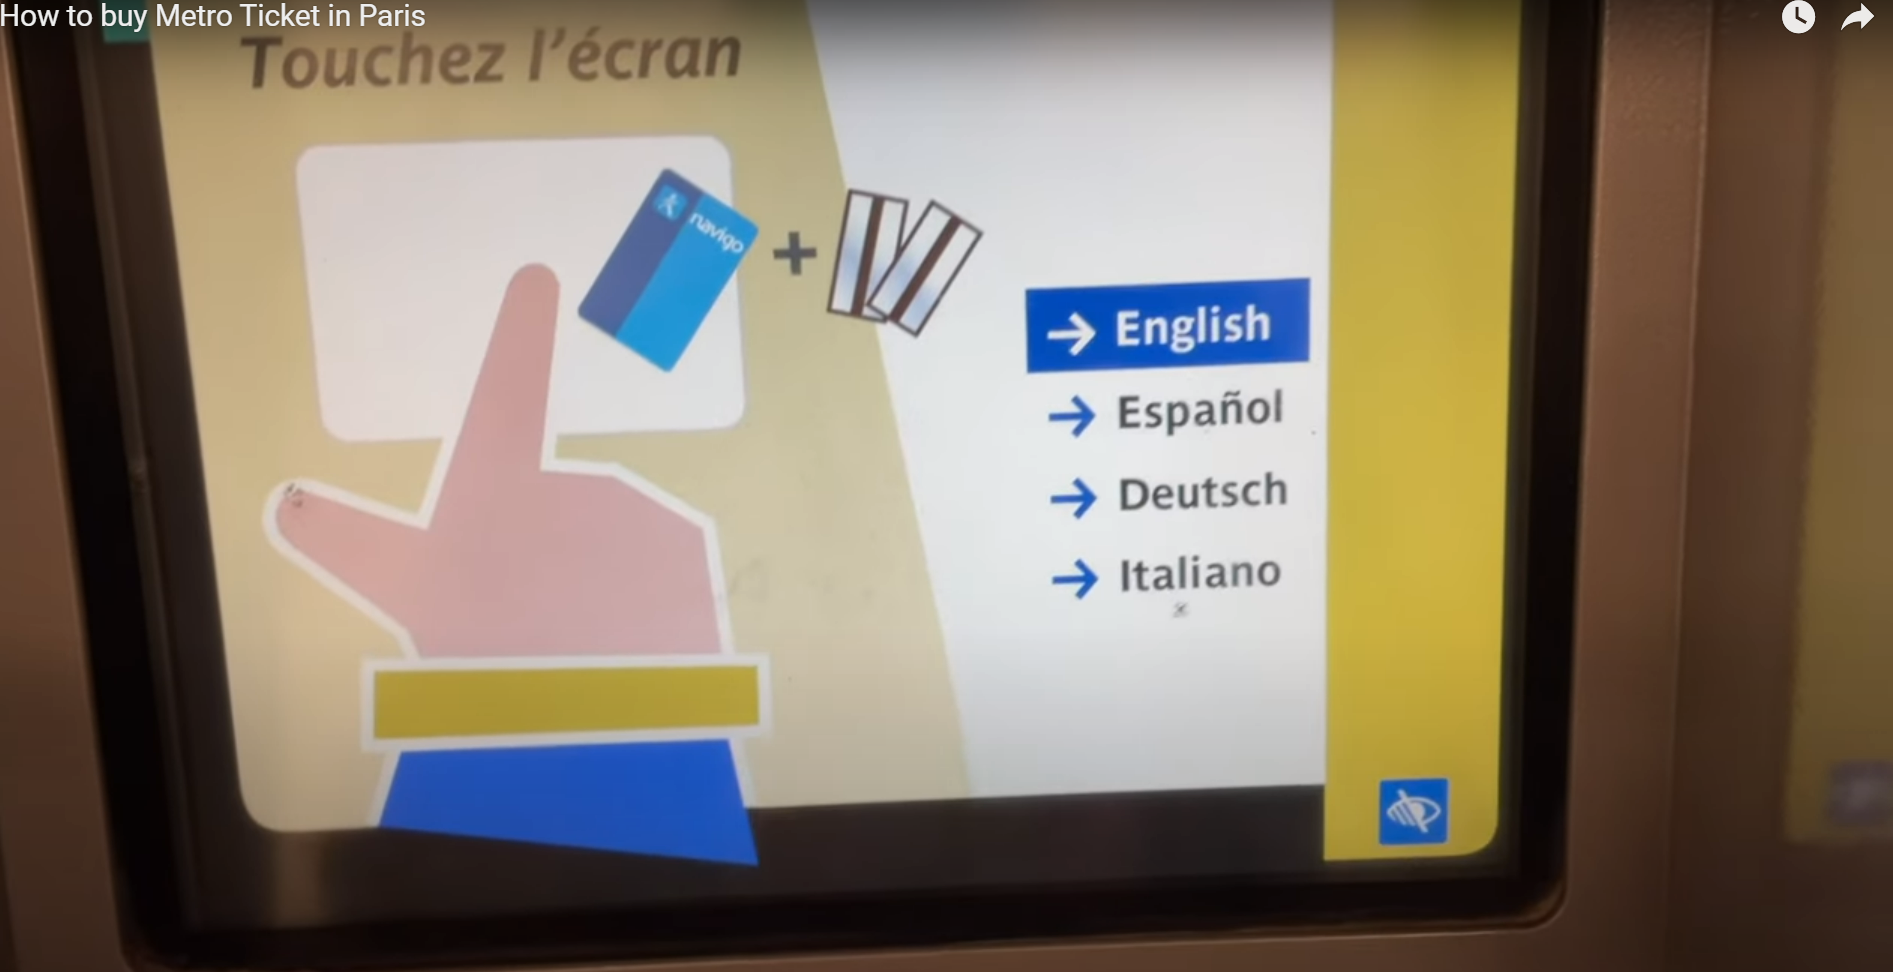 How to buy Metro Ticket in Paris
Touchez l'écran
navigo
+
→ English
→ Español
→ Deutsch
→ Italiano